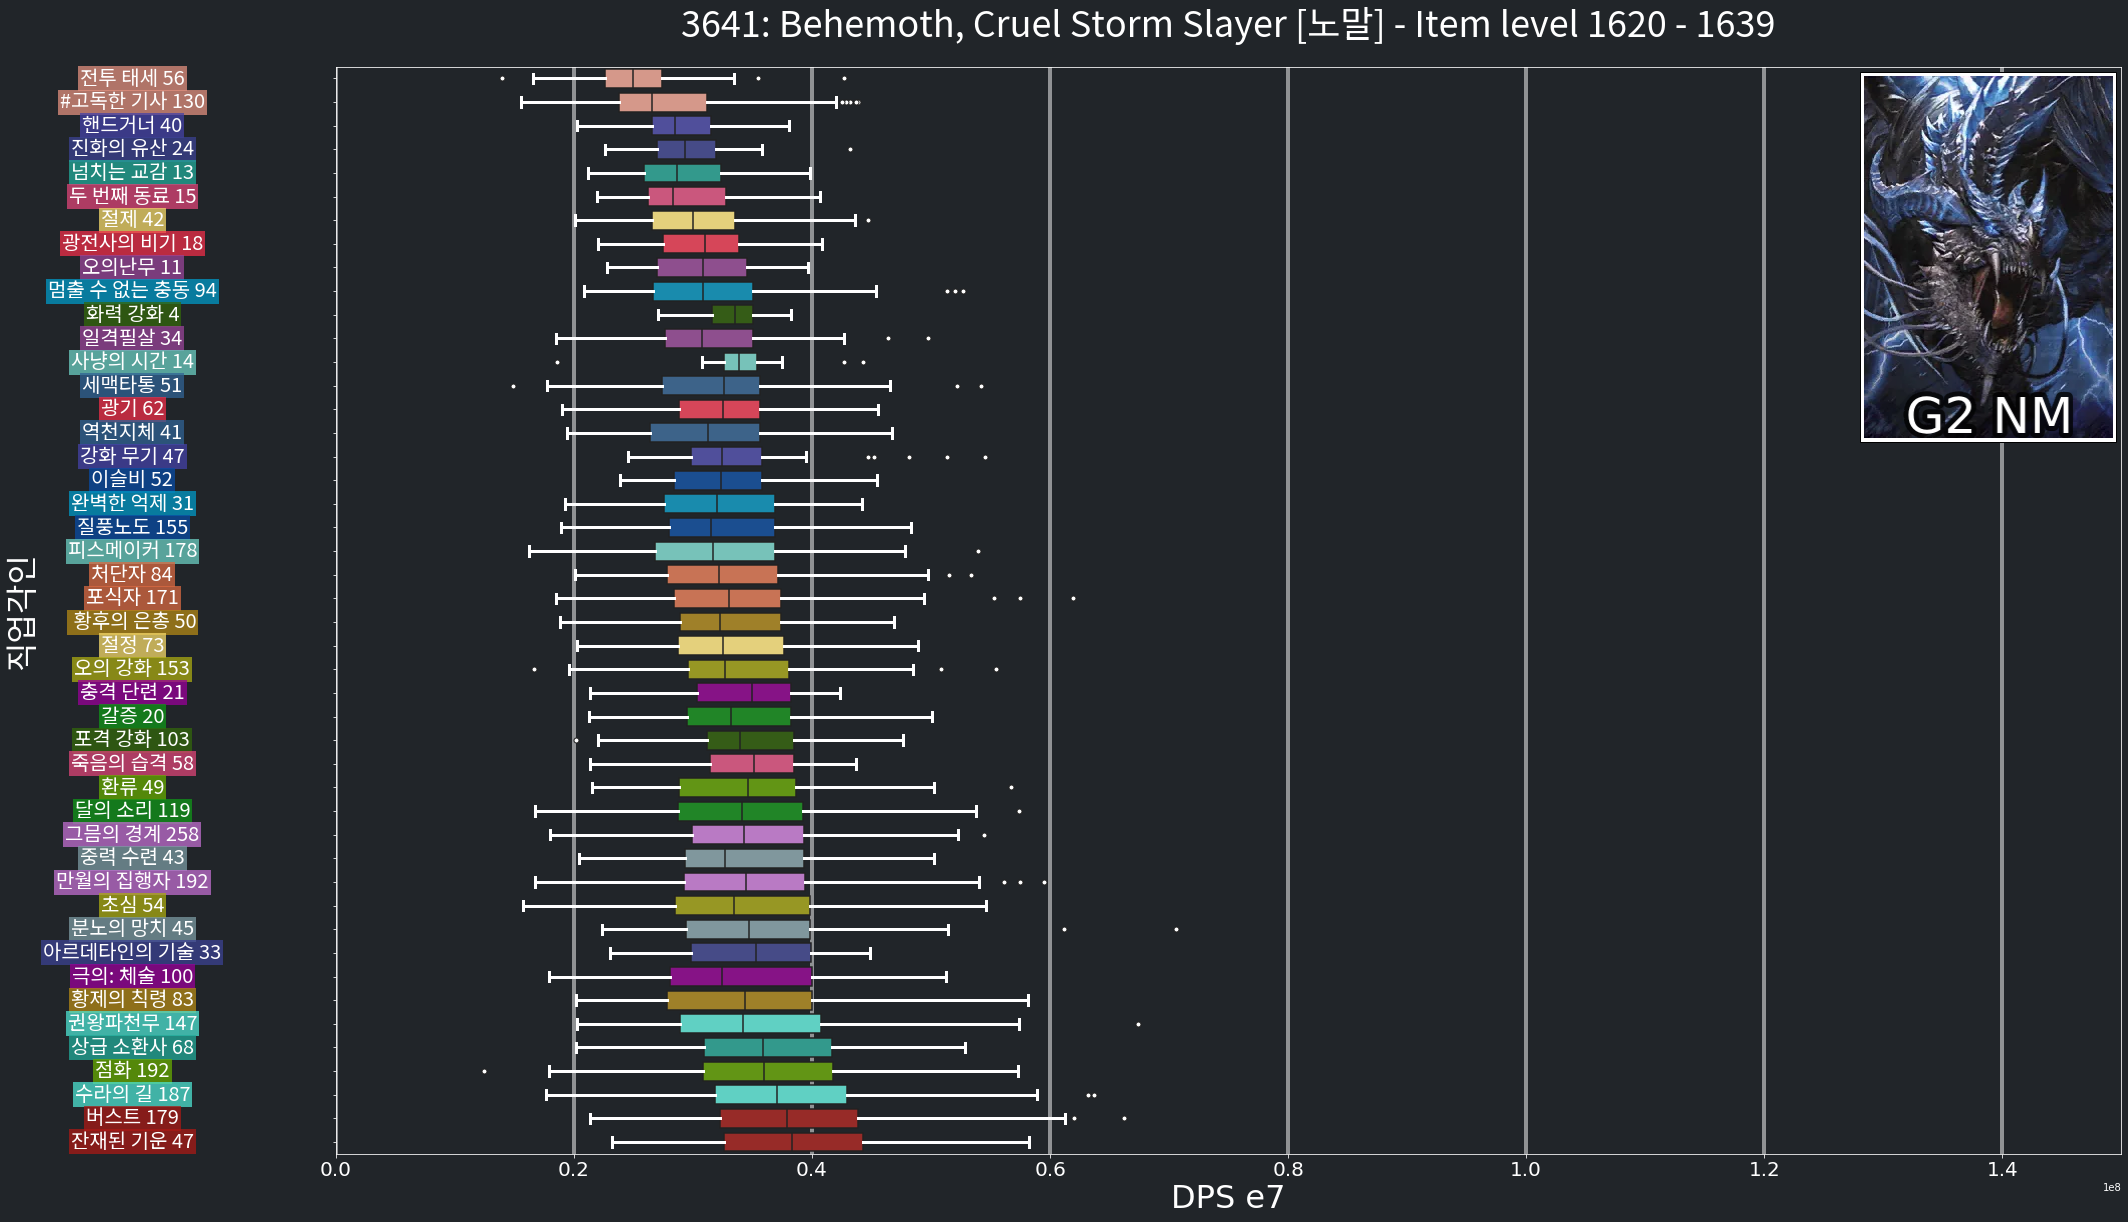 3641: Behemoth, Cruel Storm Slayer [노말] - Item level 1620 - 1639
전투 태세 56
#고독한 기사 130
핸드거너 40
진화의 유산 24
넘치는 교감 13
두 번째 동료 15
절제 42
광전사의 비기 18
오의난무 11
멈출 수 없는 충동 94
화력 강화 4
일격필살 34
사냥의 시간 14
세맥타통 51
광기 62
역천지체 41
강화 무기 47
이슬비 52
완벽한 억제 31
질풍노도 155
피스메이커 178
처단자 84
포식자 171
황후의 은총 50
절정 73
오의 강화 153
충격 단련 21
갈증 20
포격 강화 103
죽음의 습격 58
환류 49
달의 소리 119
그믐의 경계 258
중력 수련 43
만월의 집행자 192
초심 54
분노의 망치 45
아르데타인의 기술 33
극의: 체술 100
황제의 칙령 83
권왕파천무 147
상급 소환사 68
점화 192
수라의 길 187
버스트 179
잔재된 기운 47
직업각인
G2 NM
0.0 0.2 0.4 0.6 0.8 1.0 1.2 1.4
1e8
DPS e7